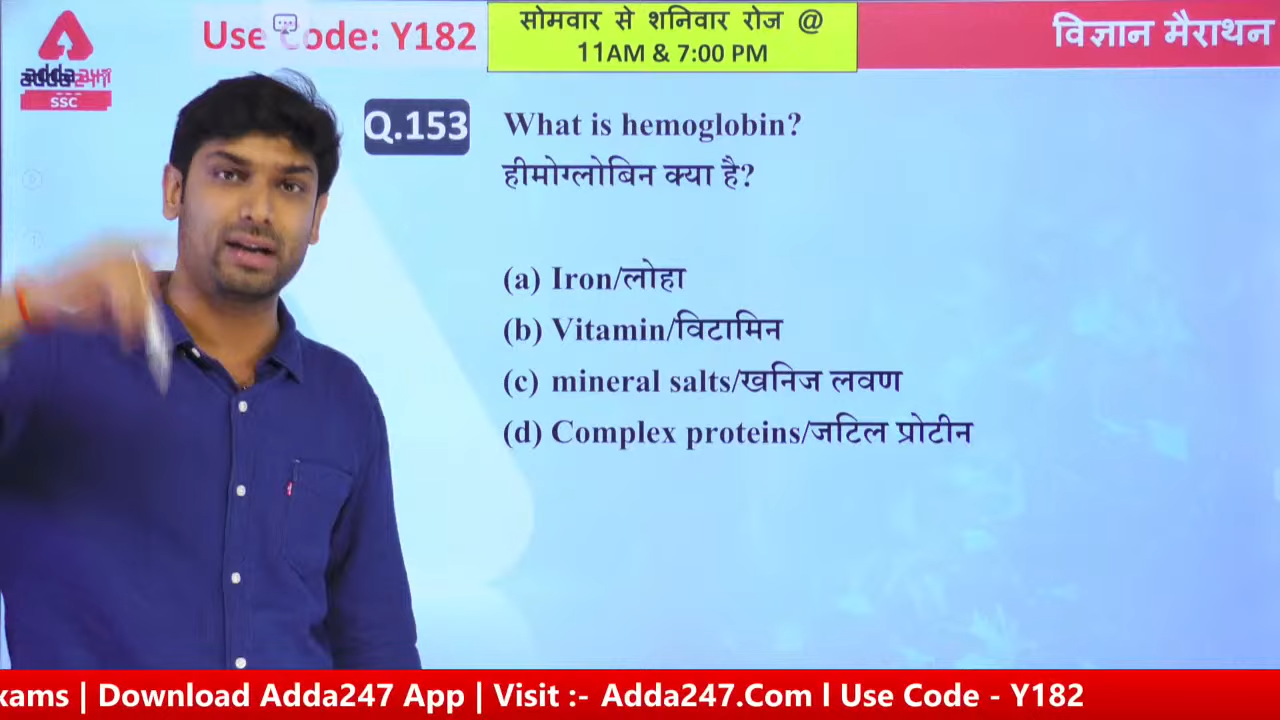 Use Code: Y182
सोमवार से शनिवार रोज @
11AM & 7:00 PM
विज्ञान मैराथन
adda247
SSC
Q.153
What is hemoglobin?
हीमोग्लोबिन क्या है?
(a) Iron/लोहा
(b) Vitamin/विटामिन
(c) mineral salts/खनिज लवण
(d) Complex proteins/जटिल प्रोटीन
xams | Download Adda247 App | Visit :- Adda247.Com l Use Code - Y182